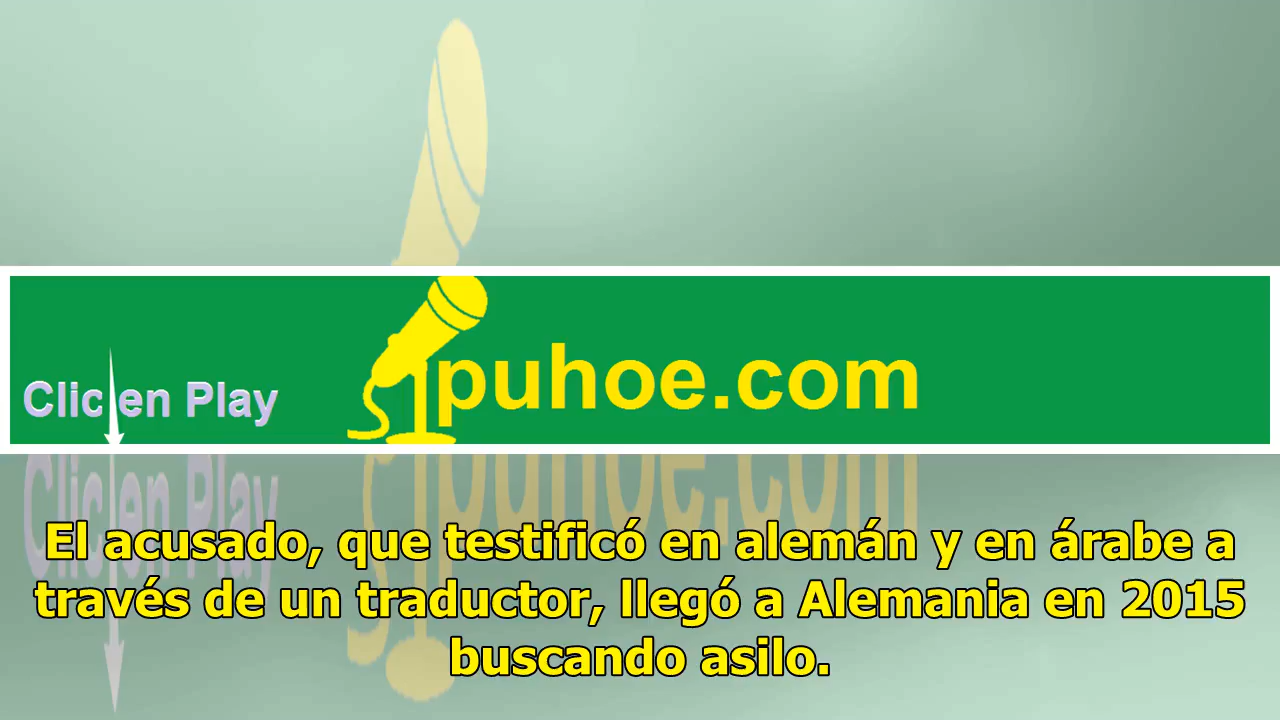 Clic en Play
puhoe.com
El acusado, que testificó en alemán y en árabe a
través de un traductor, llegó a Alemania en 2015
buscando asilo.